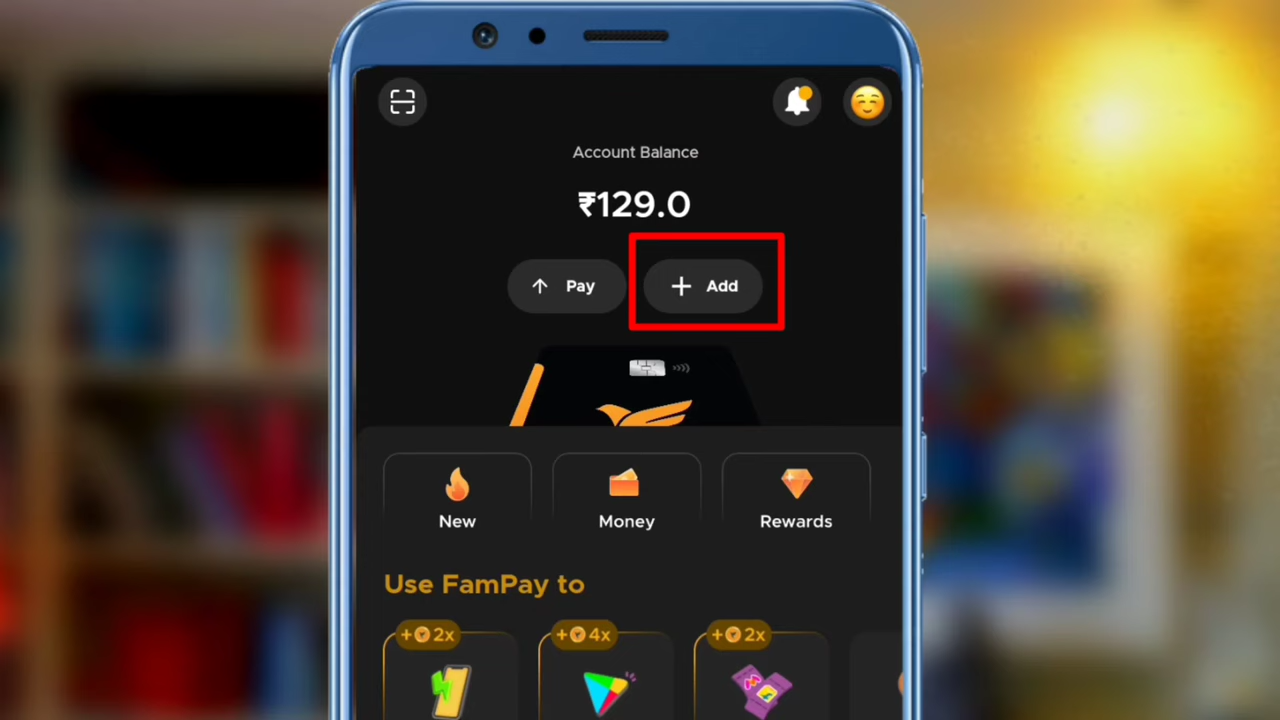 Account Balance
₹129.0
Pay
Add
New
Money
Rewards
Use FamPay to
+ 2x
+ 4x
+ 2x